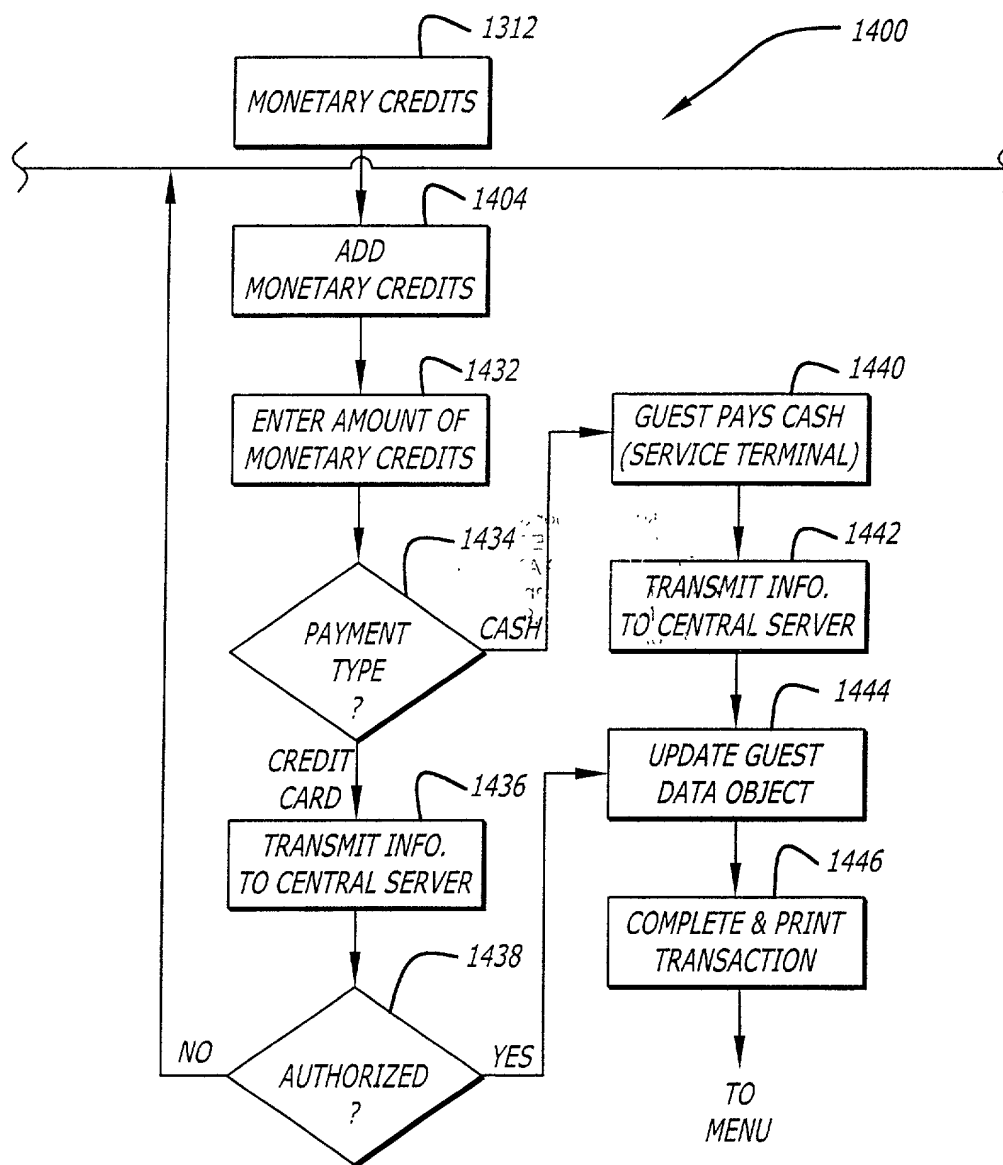 1312
1400
MONETARY CREDITS
1404
ADD
MONETARY CREDITS
1432
ENTER AMOUNT OF
MONETARY CREDITS
1434
PAYMENT
TYPE
?
CASH
CREDIT
CARD
1436
TRANSMIT INFO.
TO CENTRAL SERVER
1438
AUTHORIZED
?
NO
YES
1440
GUEST PAYS CASH
(SERVICE TERMINAL)
1442
TRANSMIT INFO.
TO CENTRAL SERVER
1444
UPDATE GUEST
DATA OBJECT
1446
COMPLETE & PRINT
TRANSACTION
TO
MENU